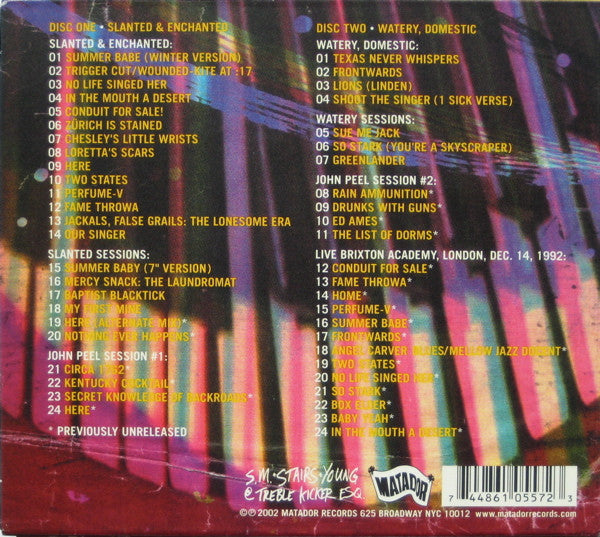 DISC ONE • SLANTED & ENCHANTED
SLANTED & ENCHANTED:
01 SUMMER BABE (WINTER VERSION)
02 TRIGGER CUT/WOUNDED-KITE AT :17
03 NO LIFE SINGED HER
04 IN THE MOUTH A DESERT
05 CONDUIT FOR SALE!
06 ZÜRICH IS STAINED
07 CHESLEY'S LITTLE WRISTS
08 LORETTA'S SCARS
09 HERE
10 TWO STATES
11 PERFUME-V
12 FAME THROWA
13 JACKALS, FALSE GRAILS: THE LONESOME ERA
14 OUR SINGER
SLANTED SESSIONS:
15 SUMMER BABY (7" VERSION)
16 MERCY SNACK: THE LAUNDROMAT
17 BAPTIST BLACKTICK
18 MY FIRST MINE
19 HERE (ALTERNATE MIX)*
20 NOTHING EVER HAPPENS*
JOHN PEEL SESSION #1:
21 CIRCA 1762*
22 KENTUCKY COCKTAIL*
23 SECRET KNOWLEDGE OF BACKROADS*
24 HERE*
* PREVIOUSLY UNRELEASED
DISC TWO • WATERY, DOMESTIC
WATERY, DOMESTIC:
01 TEXAS NEVER WHISPERS
02 FRONTWARDS
03 LIONS (LINDEN)
04 SHOOT THE SINGER (1 SICK VERSE)
WATERY SESSIONS:
05 SUE ME JACK
06 SO STARK (YOU'RE A SKYSCRAPER)
07 GREENLANDER
JOHN PEEL SESSION #2:
08 RAIN AMMUNITION*
09 DRUNKS WITH GUNS*
10 ED AMES*
11 THE LIST OF DORMS*
LIVE BRIXTON ACADEMY, LONDON, DEC. 14, 1992:
12 CONDUIT FOR SALE*
13 FAME THROWA*
14 HOME*
15 PERFUME-V*
16 SUMMER BABE*
17 FRONTWARDS*
18 ANGEL CARVER BLUES/MELLOW JAZZ DOCENT*
19 TWO STATES*
20 NO LIFE SINGED HER*
21 SO STARK*
22 BOX ELDER*
23 BABY YEAH*
24 IN THE MOUTH A DESERT*
S.M. • STAIRS • YOUNG
@ TREBLE KICKER ESQ.
MATADOR
7 44861 05572 3
©℗ 2002 MATADOR RECORDS 625 BROADWAY NYC 10012 www.matadorrecords.com